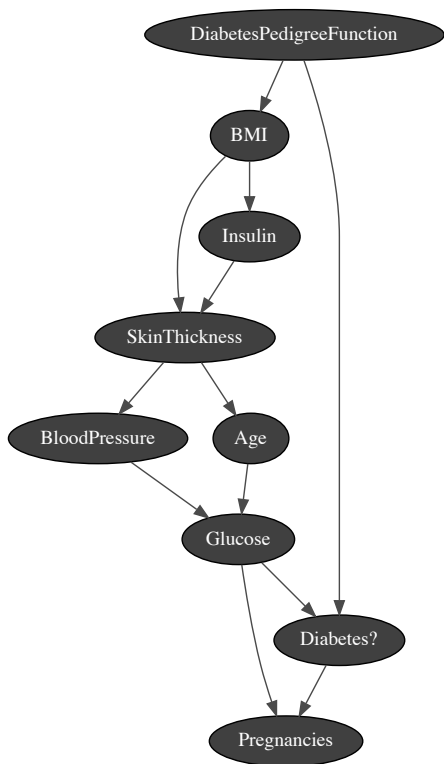 DiabetesPedigreeFunction
BMI
Insulin
SkinThickness
BloodPressure
Age
Glucose
Diabetes?
Pregnancies